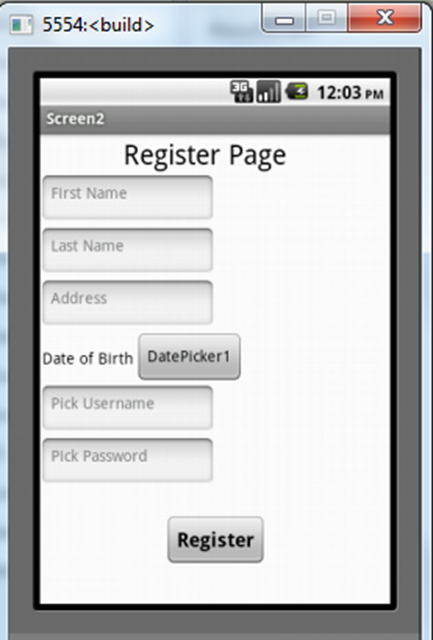 5554:<build>
3G 12:03 PM
Screen2
Register Page
First Name
Last Name
Address
Date of Birth DatePicker1
Pick Username
Pick Password
Register